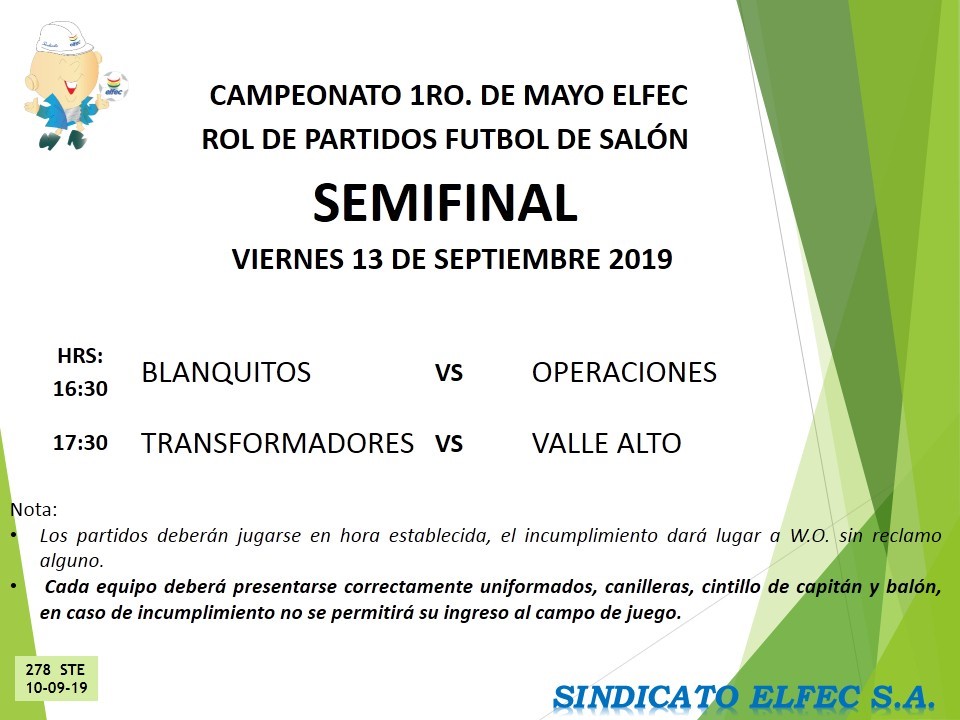 CAMPEONATO 1RO. DE MAYO ELFEC
ROL DE PARTIDOS FUTBOL DE SALÓN
SEMIFINAL
VIERNES 13 DE SEPTIEMBRE 2019
HRS:
16:30 BLANQUITOS VS OPERACIONES
17:30 TRANSFORMADORES VS VALLE ALTO
Nota:
• Los partidos deberán jugarse en hora establecida, el incumplimiento dará lugar a W.O. sin reclamo
alguno.
• Cada equipo deberá presentarse correctamente uniformados, canilleras, cintillo de capitán y balón,
en caso de incumplimiento no se permitirá su ingreso al campo de juego.
278 STE
10-09-19
SINDICATO ELFEC S.A.
elfec